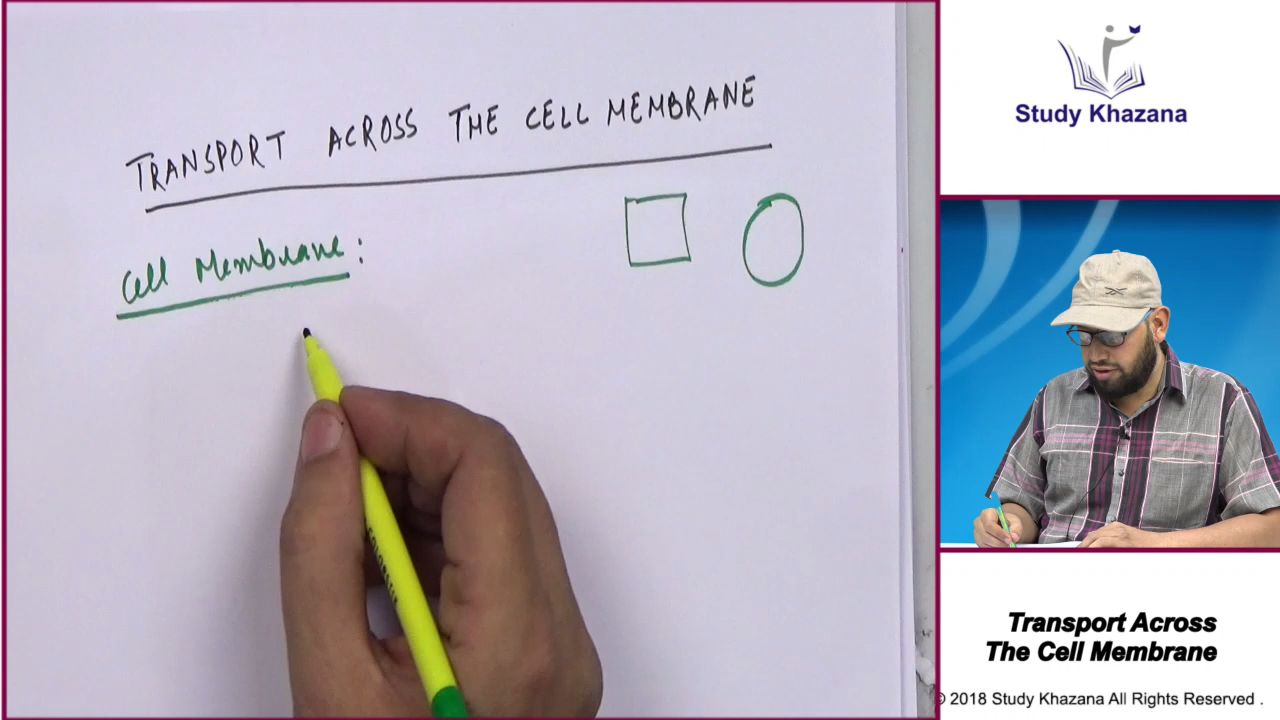 TRANSPORT ACROSS THE CELL MEMBRANE
Cell Membrane:
Study Khazana
Transport Across
The Cell Membrane
© 2018 Study Khazana All Rights Reserved .